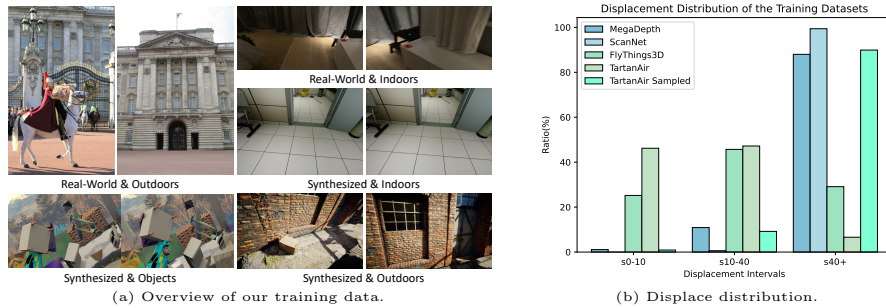 Real-World & Indoors
Real-World & Outdoors
Synthesized & Indoors
Synthesized & Objects
Synthesized & Outdoors
(a) Overview of our training data.
Displacement Distribution of the Training Datasets
MegaDepth
ScanNet
FlyThings3D
TartanAir
TartanAir Sampled
Ratio(%)
100
80
60
40
20
0
s0-10
s10-40
s40+
Displacement Intervals
(b) Displace distribution.